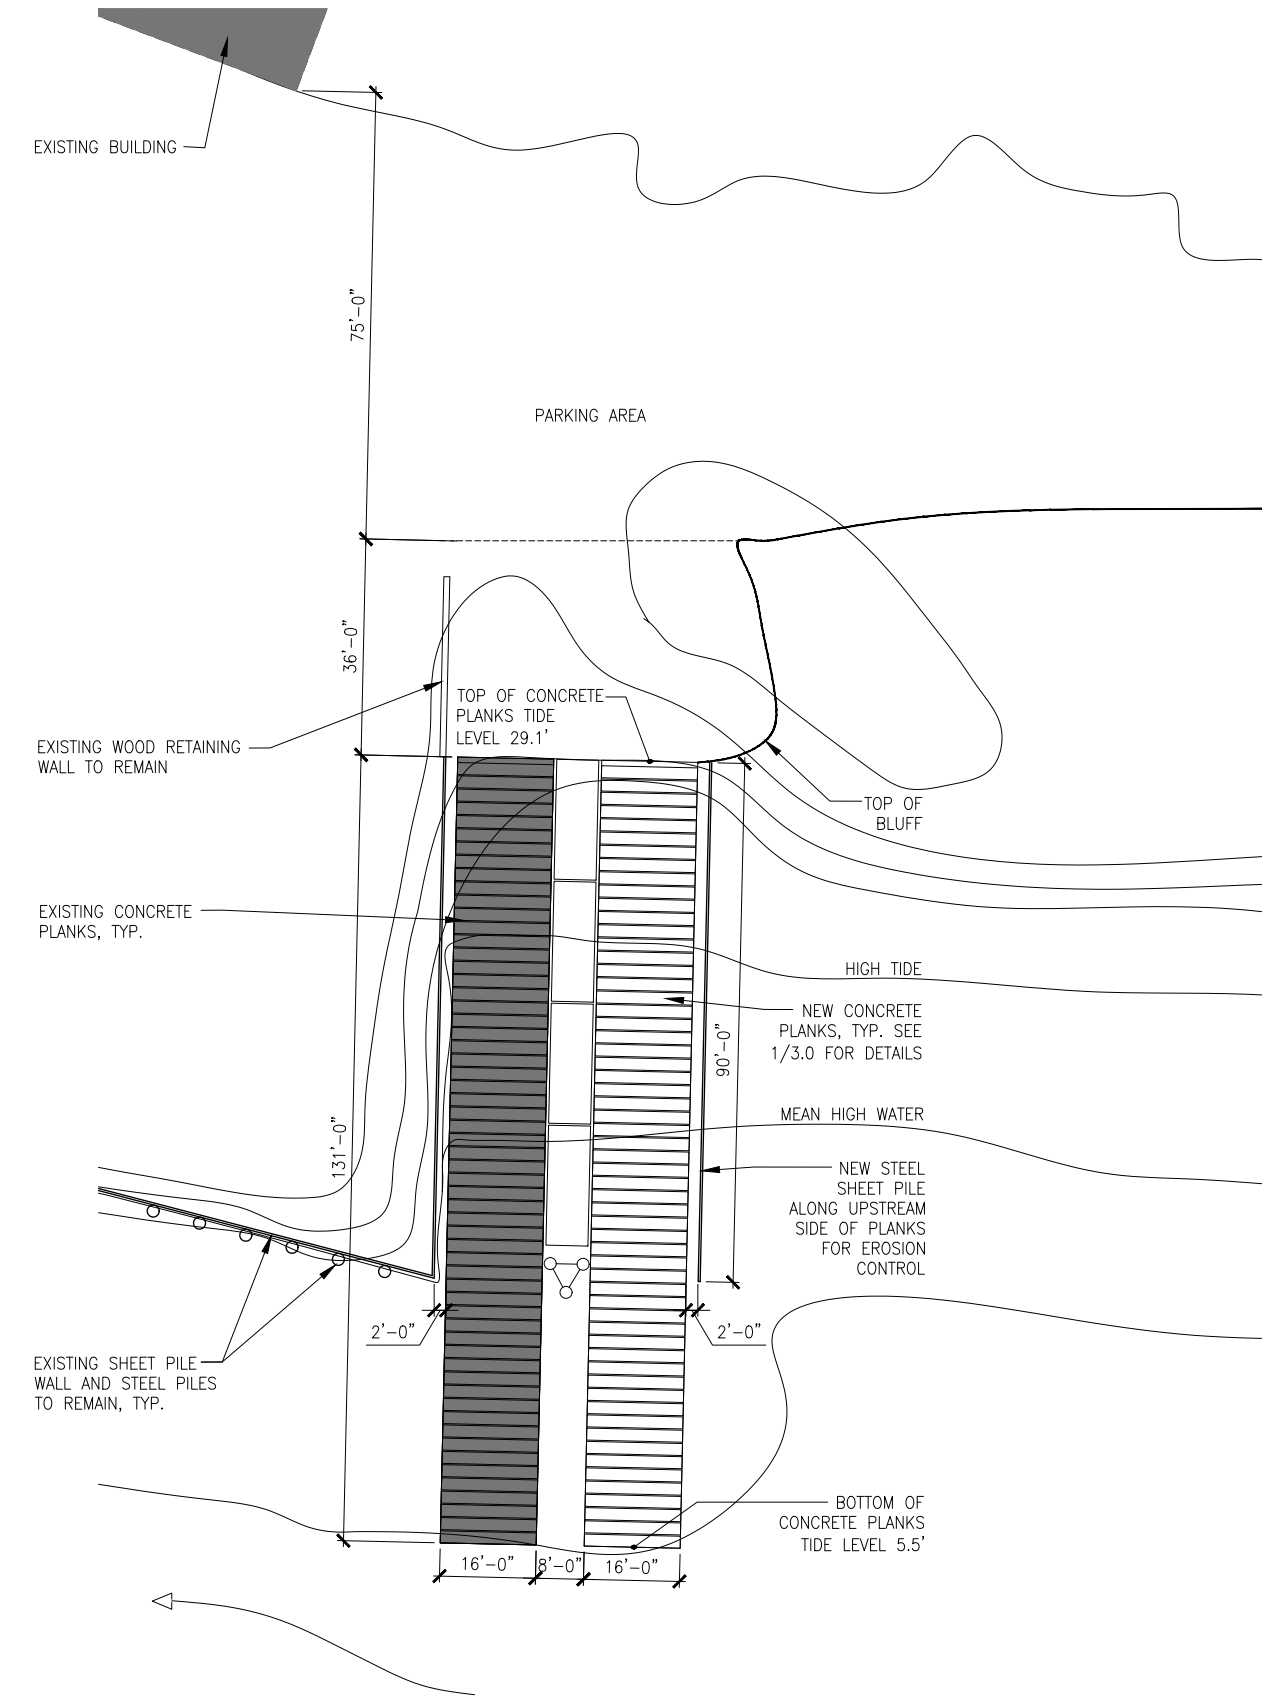 EXISTING BUILDING
75'-0"
PARKING AREA
36'-0"
TOP OF CONCRETE
PLANKS TIDE
LEVEL 29.1'
EXISTING WOOD RETAINING
WALL TO REMAIN
TOP OF
BLUFF
EXISTING CONCRETE
PLANKS, TYP.
HIGH TIDE
NEW CONCRETE
PLANKS, TYP. SEE
1/3.0 FOR DETAILS
90'-0"
MEAN HIGH WATER
131'-0"
NEW STEEL
SHEET PILE
ALONG UPSTREAM
SIDE OF PLANKS
FOR EROSION
CONTROL
2'-0"
2'-0"
EXISTING SHEET PILE
WALL AND STEEL PILES
TO REMAIN, TYP.
BOTTOM OF
CONCRETE PLANKS
TIDE LEVEL 5.5'
16'-0"
8'-0"
16'-0"